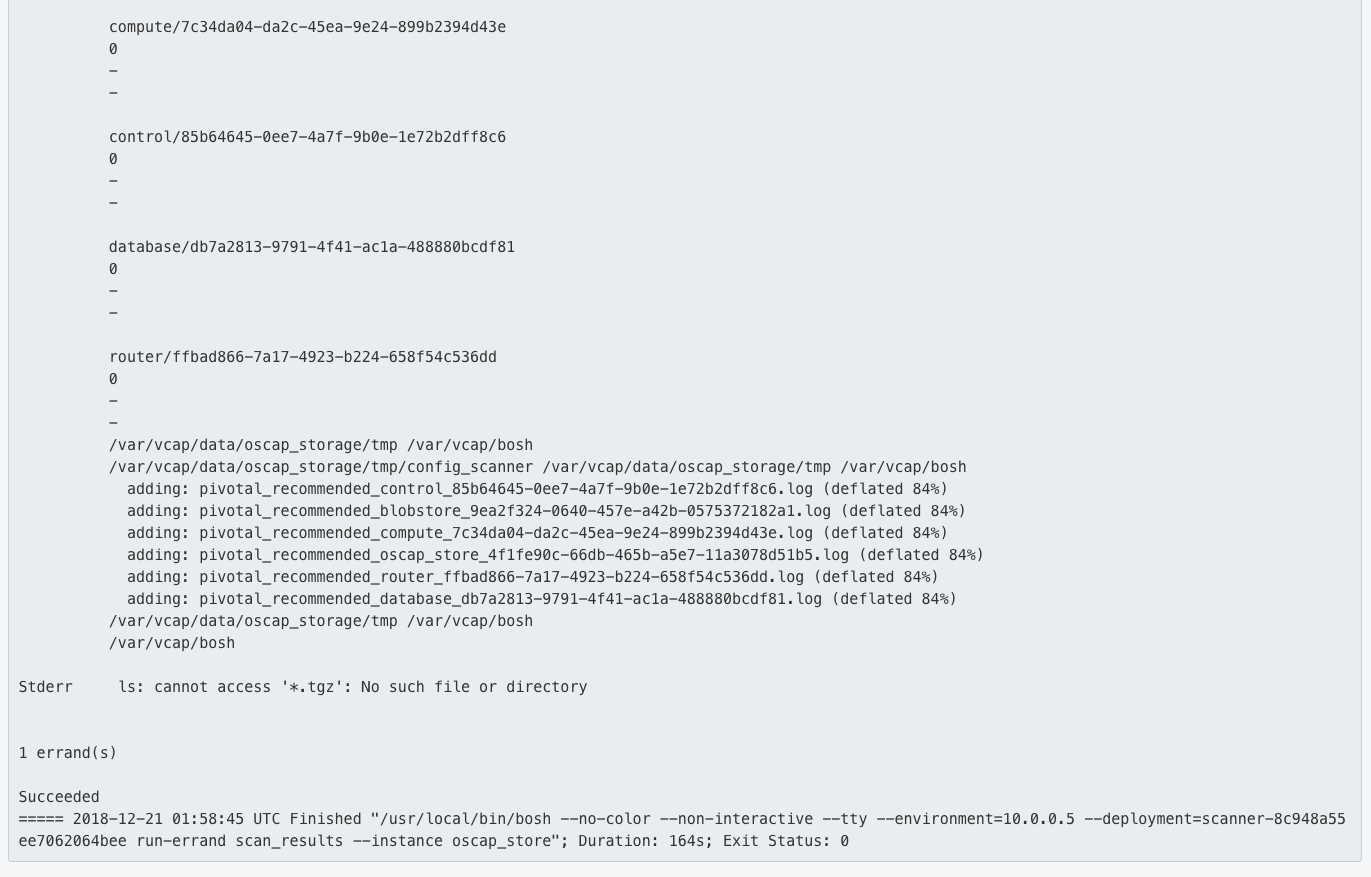 compute/7c34da04-da2c-45ea-9e24-899b2394d43e
0
-
-
control/85b64645-0ee7-4a7f-9b0e-1e72b2dff8c6
0
-
-
database/db7a2813-9791-4f41-ac1a-488880bcdf81
0
-
-
router/ffbad866-7a17-4923-b224-658f54c536dd
0
-
-
/var/vcap/data/oscap_storage/tmp /var/vcap/bosh
/var/vcap/data/oscap_storage/tmp/config_scanner /var/vcap/data/oscap_storage/tmp /var/vcap/bosh
adding: pivotal_recommended_control_85b64645-0ee7-4a7f-9b0e-1e72b2dff8c6.log (deflated 84%)
adding: pivotal_recommended_blobstore_9ea2f324-0640-457e-a42b-0575372182a1.log (deflated 84%)
adding: pivotal_recommended_compute_7c34da04-da2c-45ea-9e24-899b2394d43e.log (deflated 84%)
adding: pivotal_recommended_oscap_store_4f1fe90c-66db-465b-a5e7-11a3078d51b5.log (deflated 84%)
adding: pivotal_recommended_router_ffbad866-7a17-4923-b224-658f54c536dd.log (deflated 84%)
adding: pivotal_recommended_database_db7a2813-9791-4f41-ac1a-488880bcdf81.log (deflated 84%)
/var/vcap/data/oscap_storage/tmp /var/vcap/bosh
/var/vcap/bosh
Stderr ls: cannot access '*.tgz': No such file or directory
1 errand(s)
Succeeded
===== 2018-12-21 01:58:45 UTC Finished "/usr/local/bin/bosh --no-color --non-interactive --tty --environment=10.0.0.5 --deployment=scanner-8c948a55
ee7062064bee run-errand scan_results --instance oscap_store"; Duration: 164s; Exit Status: 0